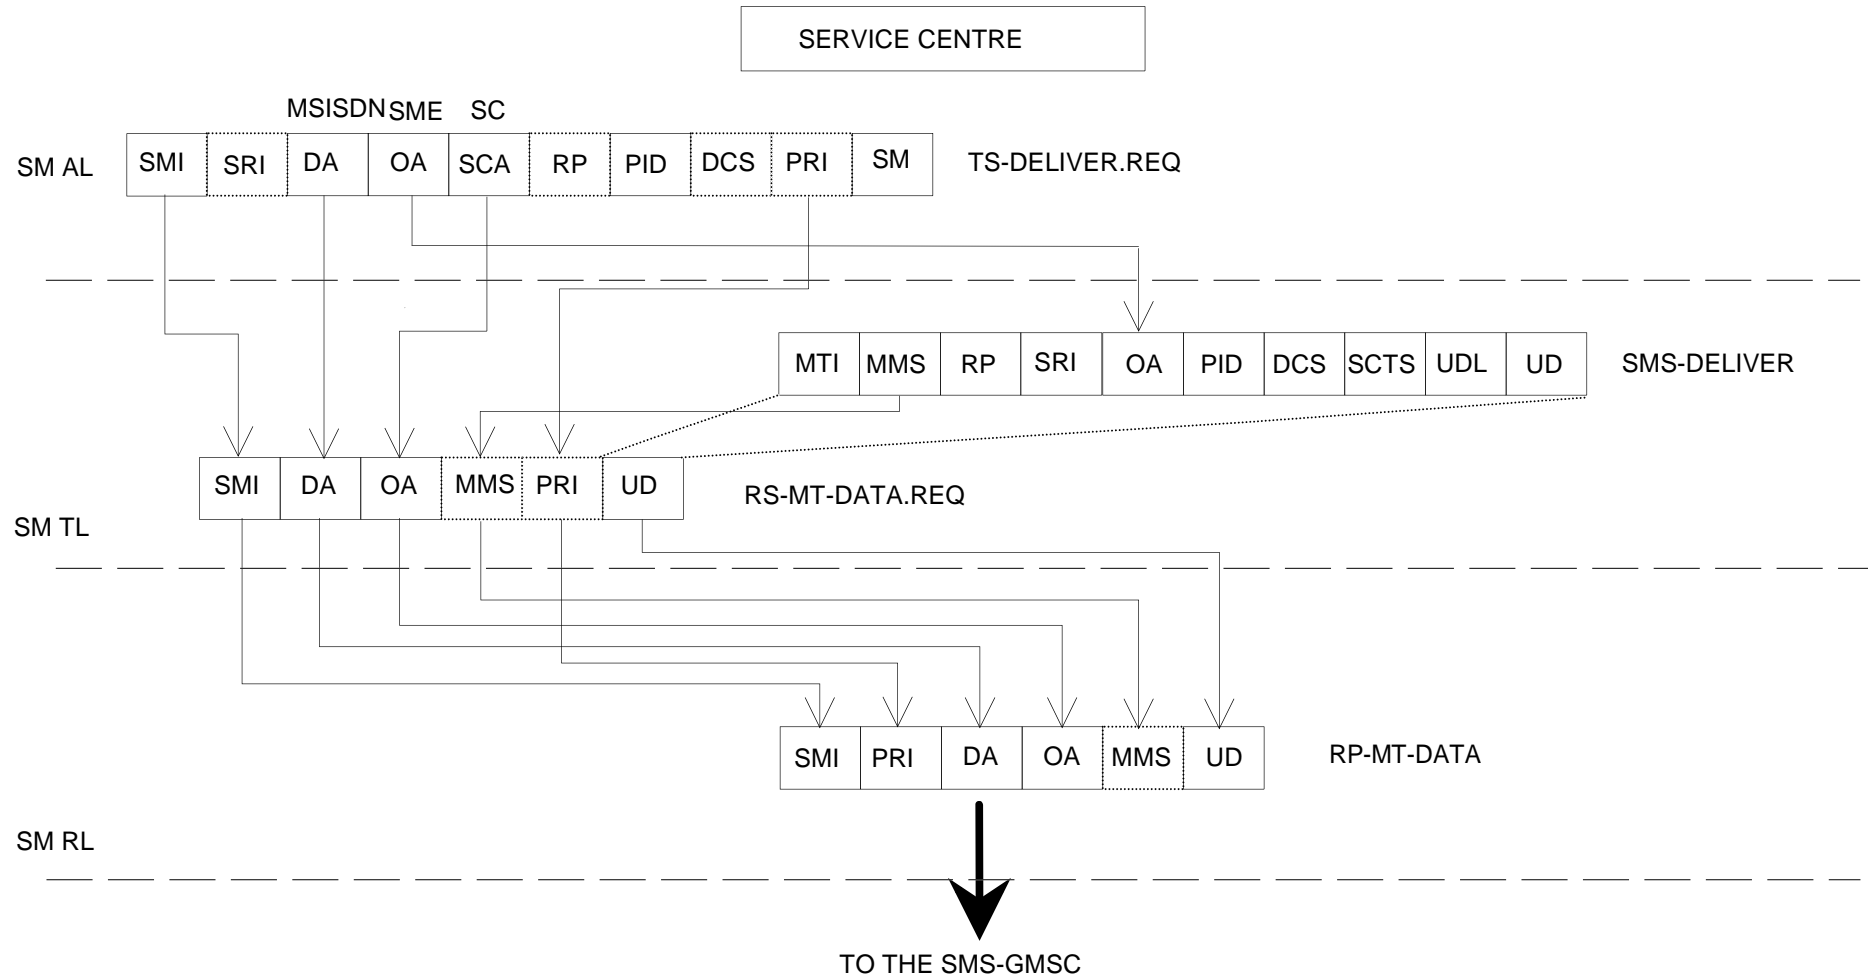 SERVICE CENTRE
MSISDN SME SC
SM AL SMI SRI DA OA SCA RP PID DCS PRI SM TS-DELIVER.REQ
MTI MMS RP SRI OA PID DCS SCTS UDL UD SMS-DELIVER
SMI DA OA MMS PRI UD RS-MT-DATA.REQ
SM TL
SMI PRI DA OA MMS UD RP-MT-DATA
SM RL
TO THE SMS-GMSC